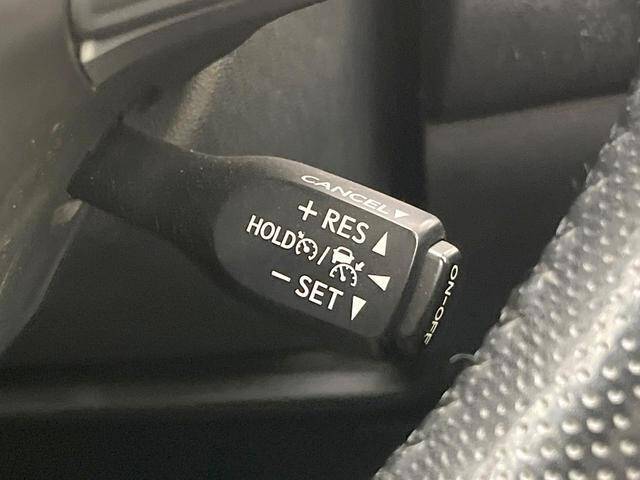 CANCEL▼
+ RES ▲
HOLD / ◀
− SET ▼
ON-OFF